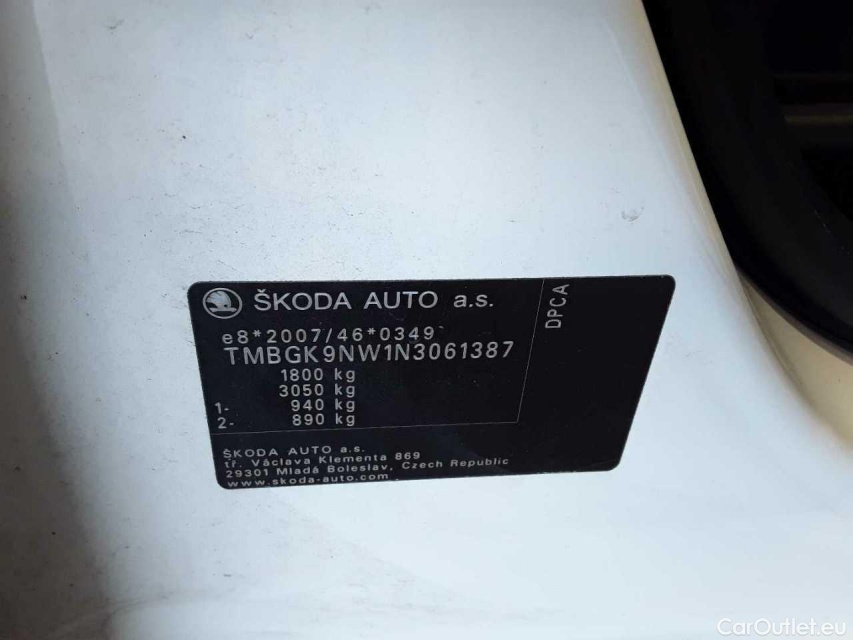 ŠKODA AUTO a.s.
DPCA
e8*2007/46*0349
TMBGK9NW1N3061387
1800 kg
3050 kg
1- 940 kg
2- 890 kg
ŠKODA AUTO a.s.
tř. Václava Klementa 869
29301 Mladá Boleslav, Czech Republic
www.skoda-auto.com
CarOutlet.eu